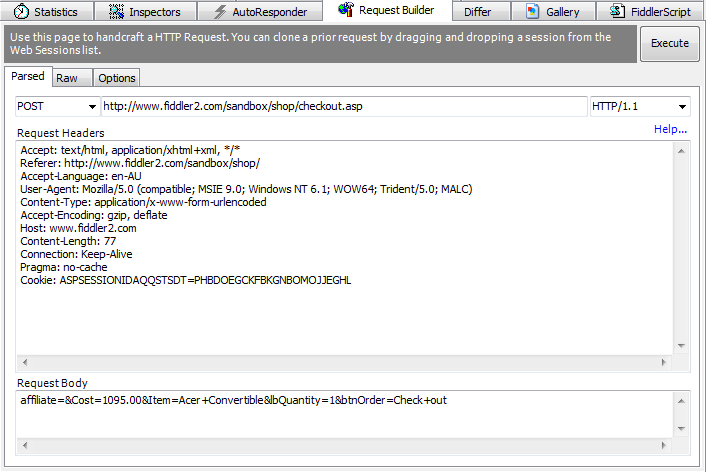 Statistics Inspectors AutoResponder Request Builder Differ Gallery FiddlerScript
Use this page to handcraft a HTTP Request. You can clone a prior request by dragging and dropping a session from the
Web Sessions list.
Execute
Parsed Raw Options
POST http://www.fiddler2.com/sandbox/shop/checkout.asp HTTP/1.1
Request Headers Help...
Accept: text/html, application/xhtml+xml, */*
Referer: http://www.fiddler2.com/sandbox/shop/
Accept-Language: en-AU
User-Agent: Mozilla/5.0 (compatible; MSIE 9.0; Windows NT 6.1; WOW64; Trident/5.0; MALC)
Content-Type: application/x-www-form-urlencoded
Accept-Encoding: gzip, deflate
Host: www.fiddler2.com
Content-Length: 77
Connection: Keep-Alive
Pragma: no-cache
Cookie: ASPSESSIONIDAQQSTSDT=PHBDOEGCKFBKGNBOMOJJEGHL
Request Body
affiliate=&Cost=1095.00&Item=Acer+Convertible&lbQuantity=1&btnOrder=Check+out